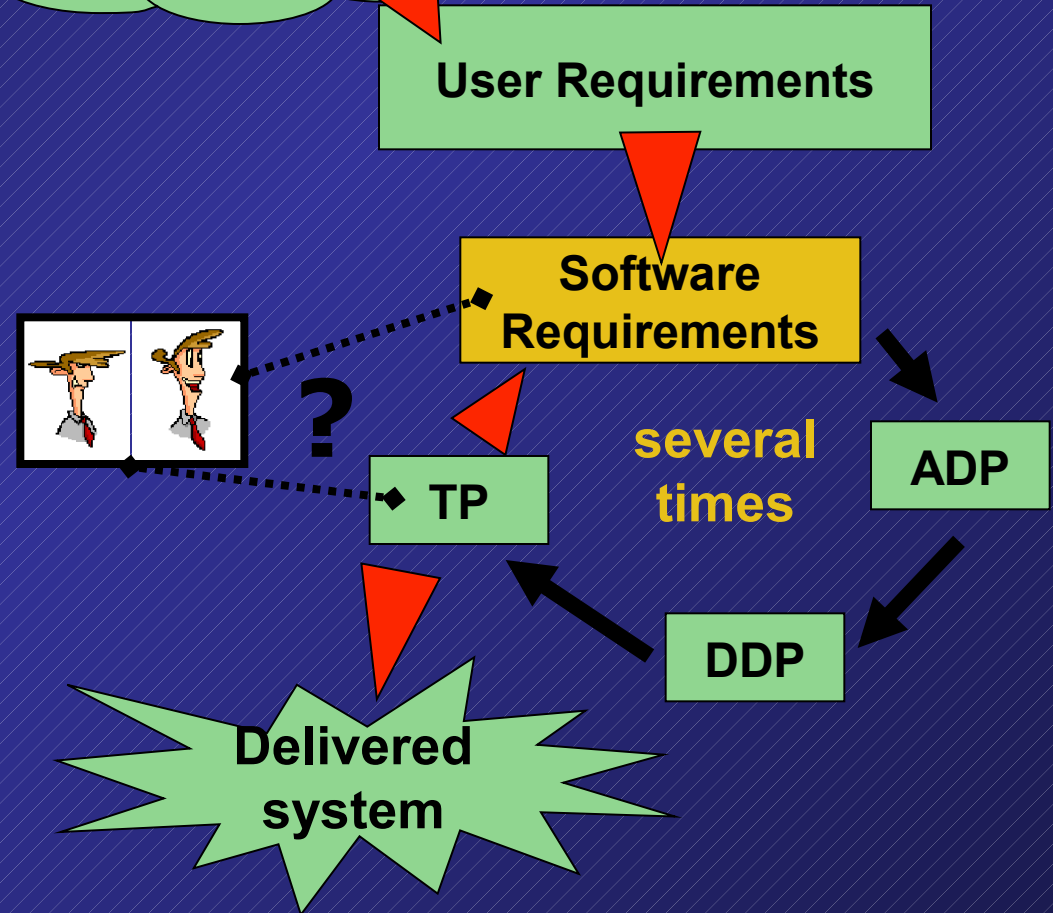 User Requirements
Software
Requirements
?
several
times
ADP
TP
DDP
Delivered
system